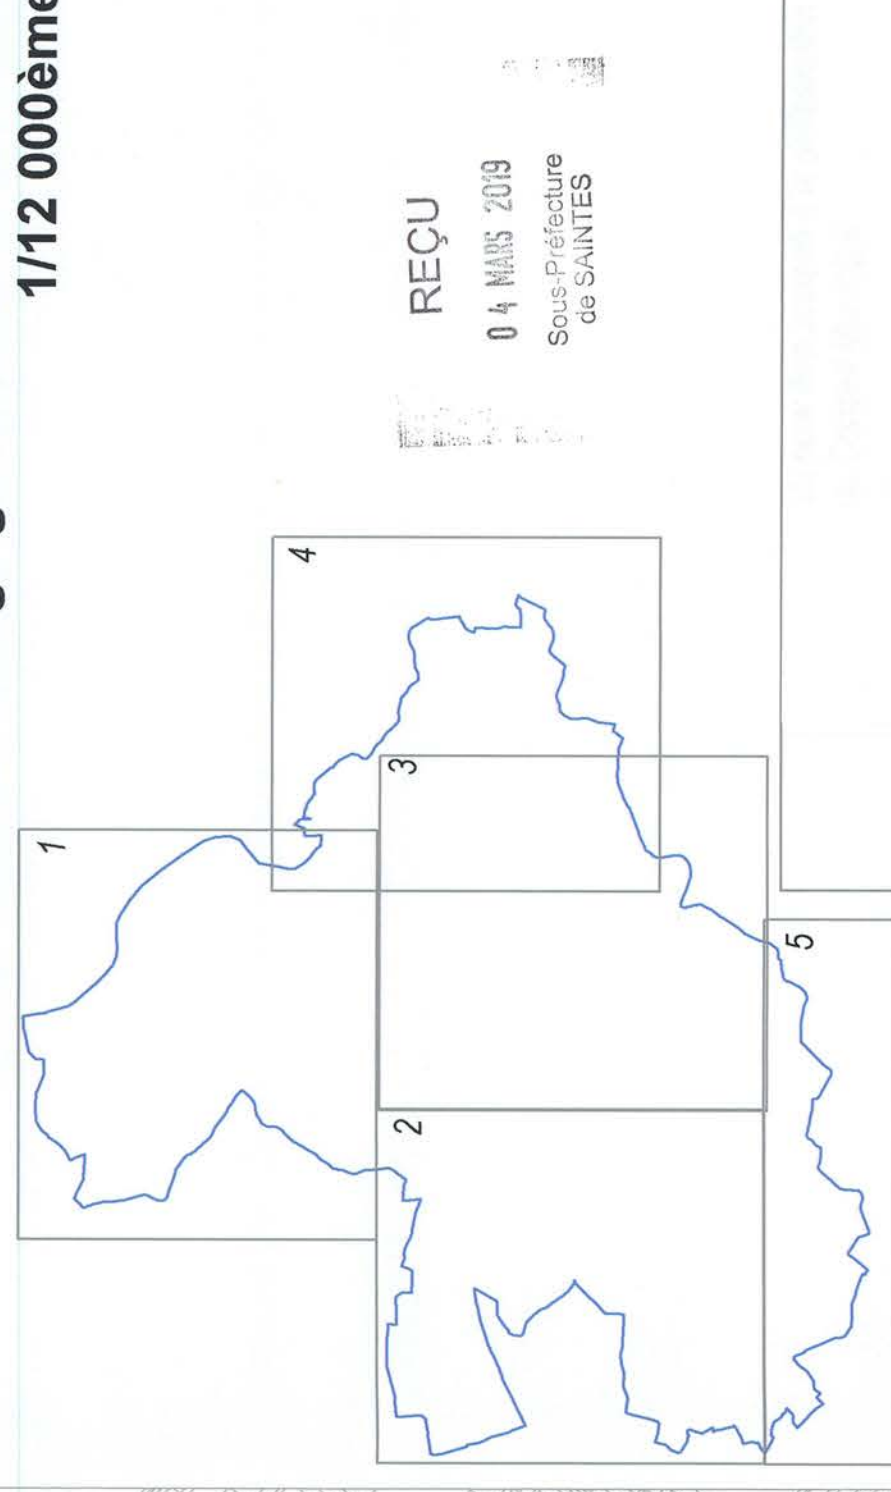 1/12 000ème
REÇU
04 MARS 2019
Sous-Préfecture
de SAINTES
1
4
3
2
5